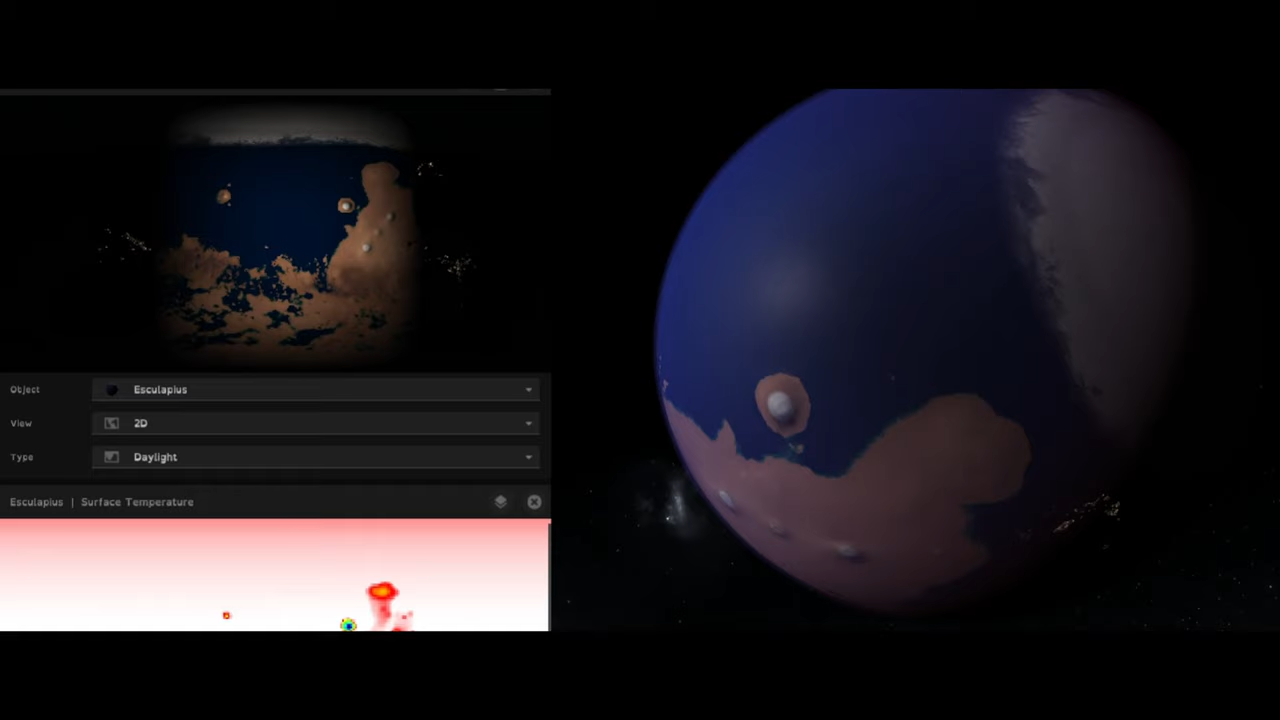 Object Esculapius
View 2D
Type Daylight
Esculapius | Surface Temperature